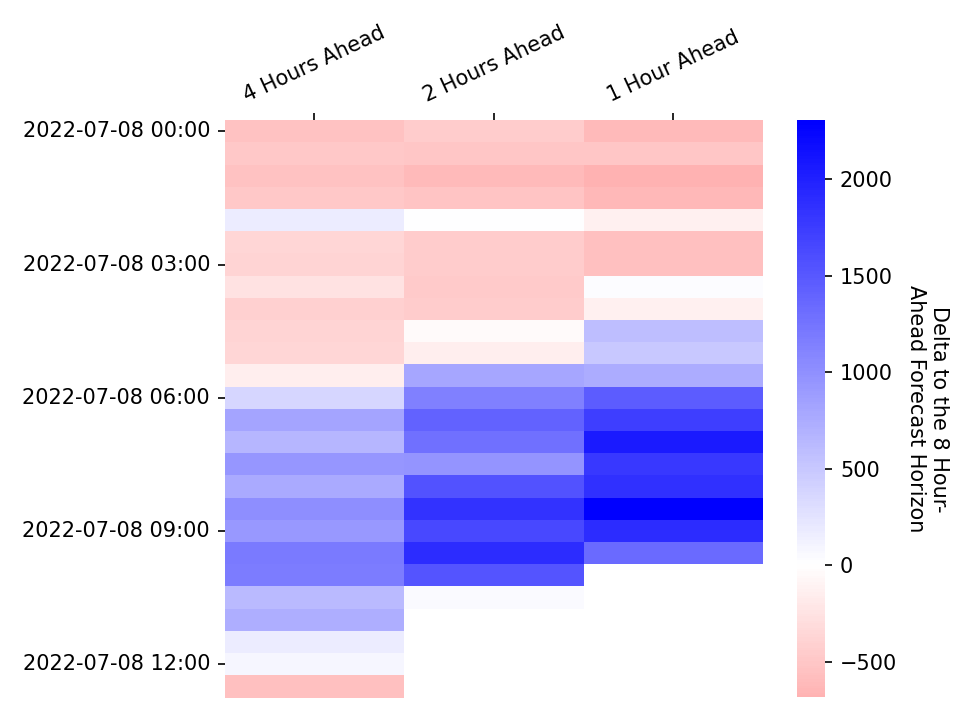 4 Hours Ahead
2 Hours Ahead
1 Hour Ahead
2022-07-08 00:00
2022-07-08 03:00
2022-07-08 06:00
2022-07-08 09:00
2022-07-08 12:00
2000
1500
1000
500
0
−500
Delta to the 8 Hour-
Ahead Forecast Horizon